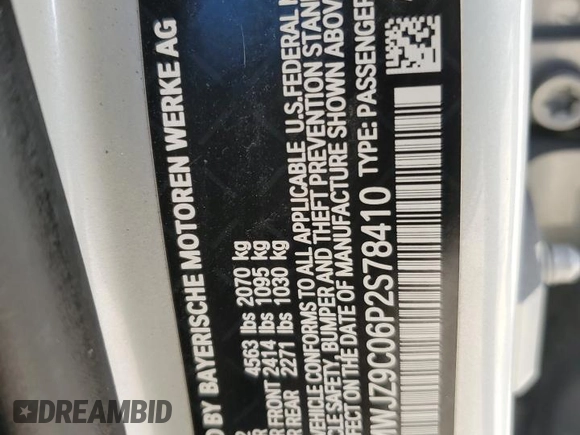 D BY BAYERISCHE MOTOREN WERKE AG
4563 lbs 2070 kg
FRONT 2414 lbs 1095 kg
REAR 2271 lbs 1030 kg
VEHICLE CONFORMS TO ALL APPLICABLE U.S. FEDERAL
SAFETY, BUMPER AND THEFT PREVENTION STAN
EFFECT ON THE DATE OF MANUFACTURE SHOWN ABOVE
MWJZ9C06P2S78410 TYPE: PASSENGER
DREAMBID